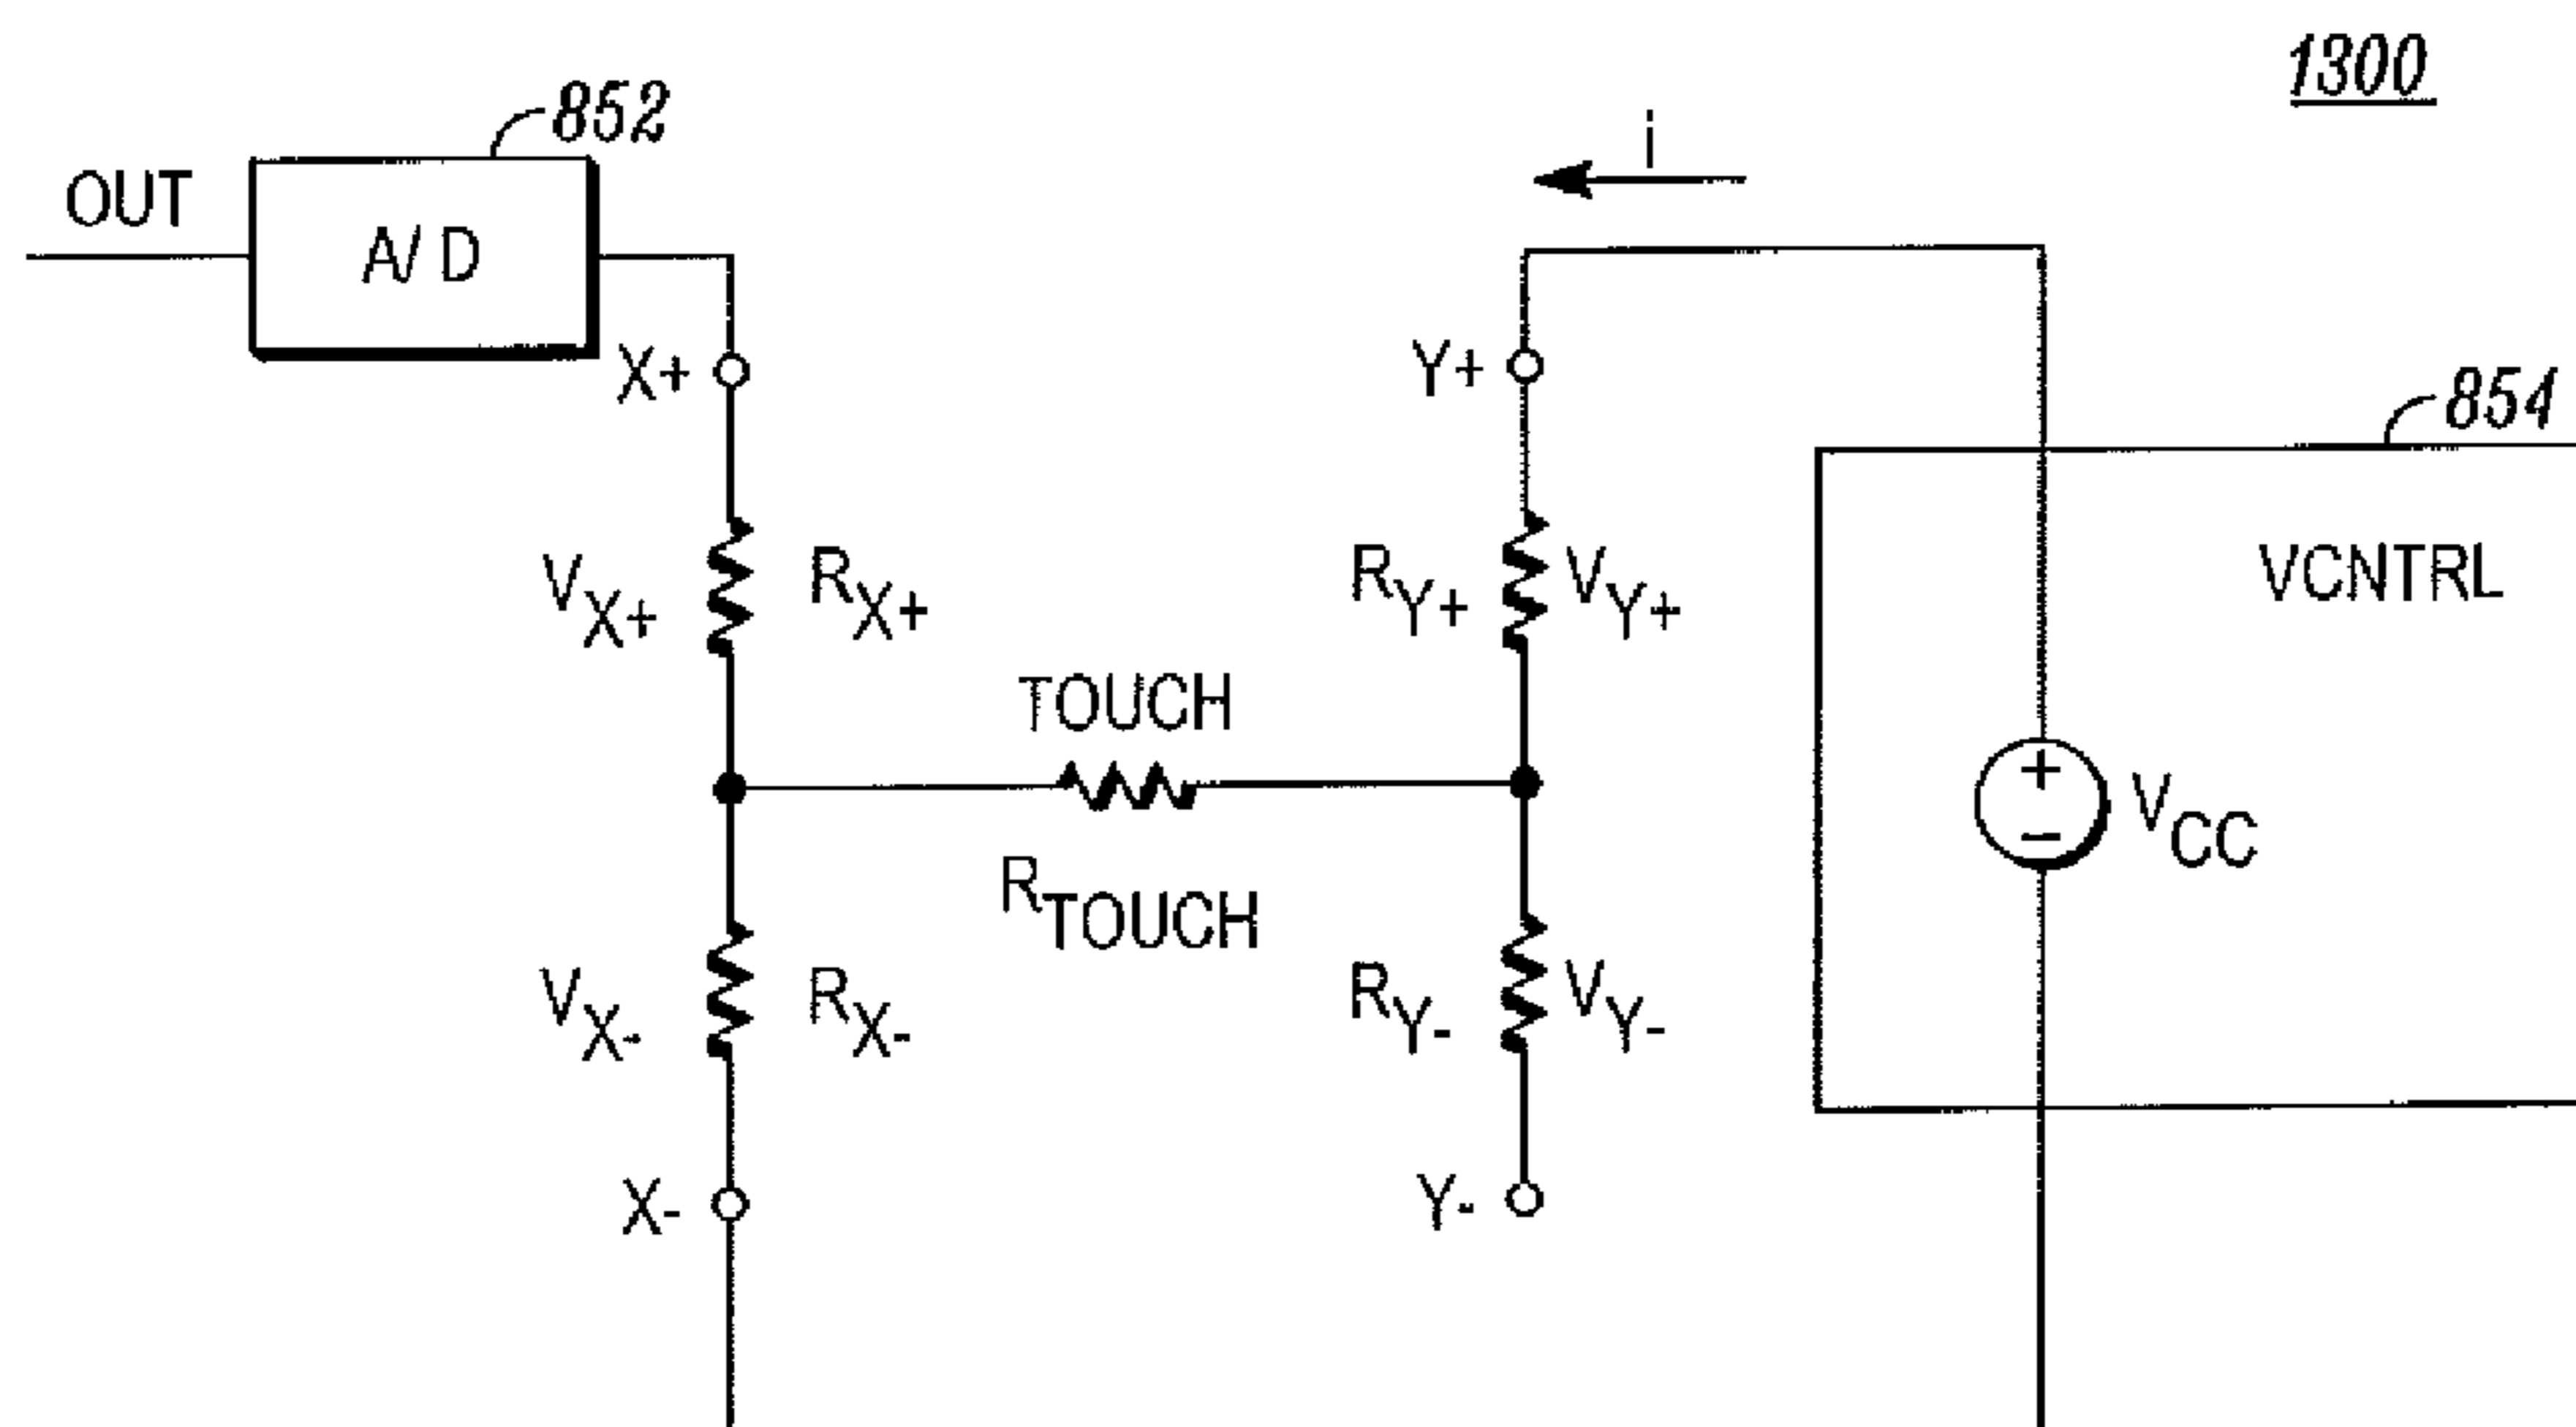 1300
852
OUT
A/D
i
X+
Y+
854
VCNTRL
VX+
RX+
RY+
VY+
TOUCH
RTOUCH
+
-
VCC
VX-
RX-
RY-
VY-
X-
Y-